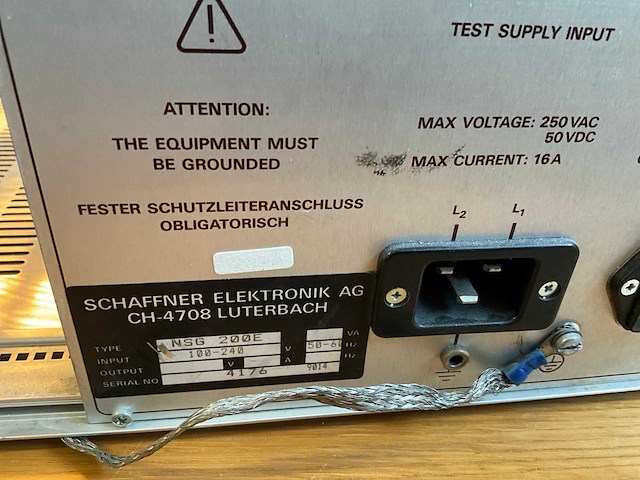 TEST SUPPLY INPUT
ATTENTION:
THE EQUIPMENT MUST
BE GROUNDED
MAX VOLTAGE: 250 VAC
50 VDC
MAX CURRENT: 16 A
FESTER SCHUTZLEITERANSCHLUSS
OBLIGATORISCH
L2 L1
SCHAFFNER ELEKTRONIK AG
CH-4708 LUTERBACH
TYPE NSG 200E VA
INPUT 100-240 V 50-60 Hz
OUTPUT V A Hz
SERIAL NO 4176 9014